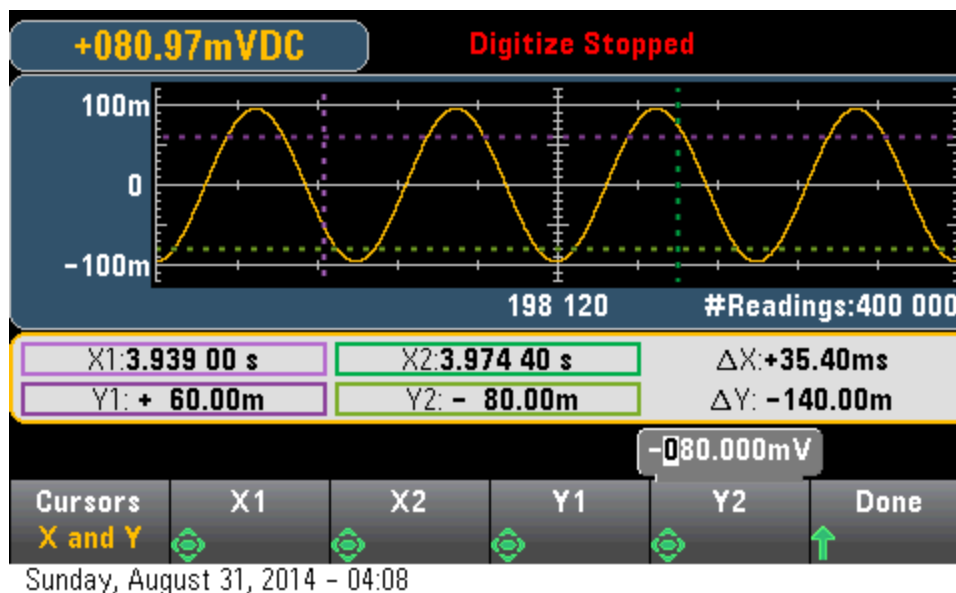 +080.97mVDC Digitize Stopped
100m
0
-100m
198 120 #Readings:400 000
X1:3.939 00 s X2:3.974 40 s ΔX:+35.40ms
Y1: + 60.00m Y2: - 80.00m ΔY: -140.00m
-080.000mV
Cursors X1 X2 Y1 Y2 Done
X and Y
Sunday, August 31, 2014 - 04:08